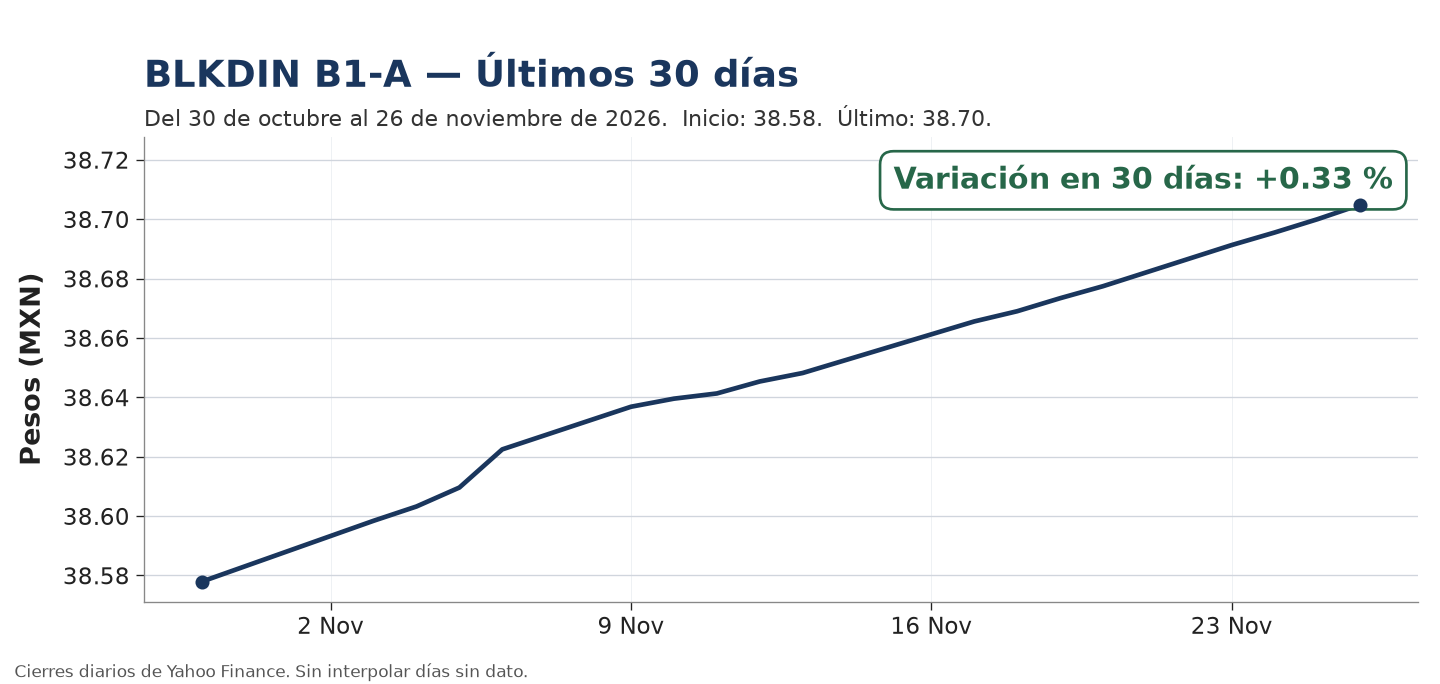 BLKDIN B1-A — Últimos 30 días
Del 30 de octubre al 26 de noviembre de 2026.  Inicio: 38.58.  Último: 38.70.
Variación en 30 días: +0.33 %
Pesos (MXN)
38.72
38.70
38.68
38.66
38.64
38.62
38.60
38.58
2 Nov
9 Nov
16 Nov
23 Nov
Cierres diarios de Yahoo Finance. Sin interpolar días sin dato.